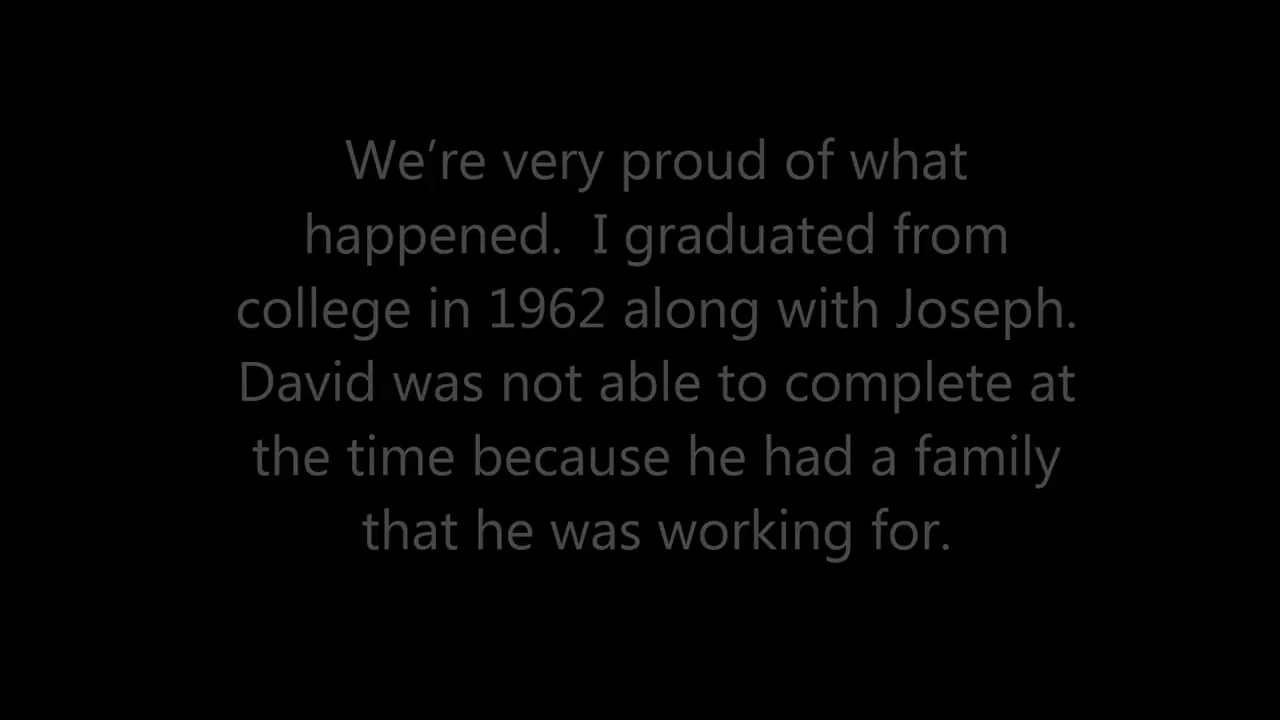 We’re very proud of what
happened.  I graduated from
college in 1962 along with Joseph.
David was not able to complete at
the time because he had a family
that he was working for.